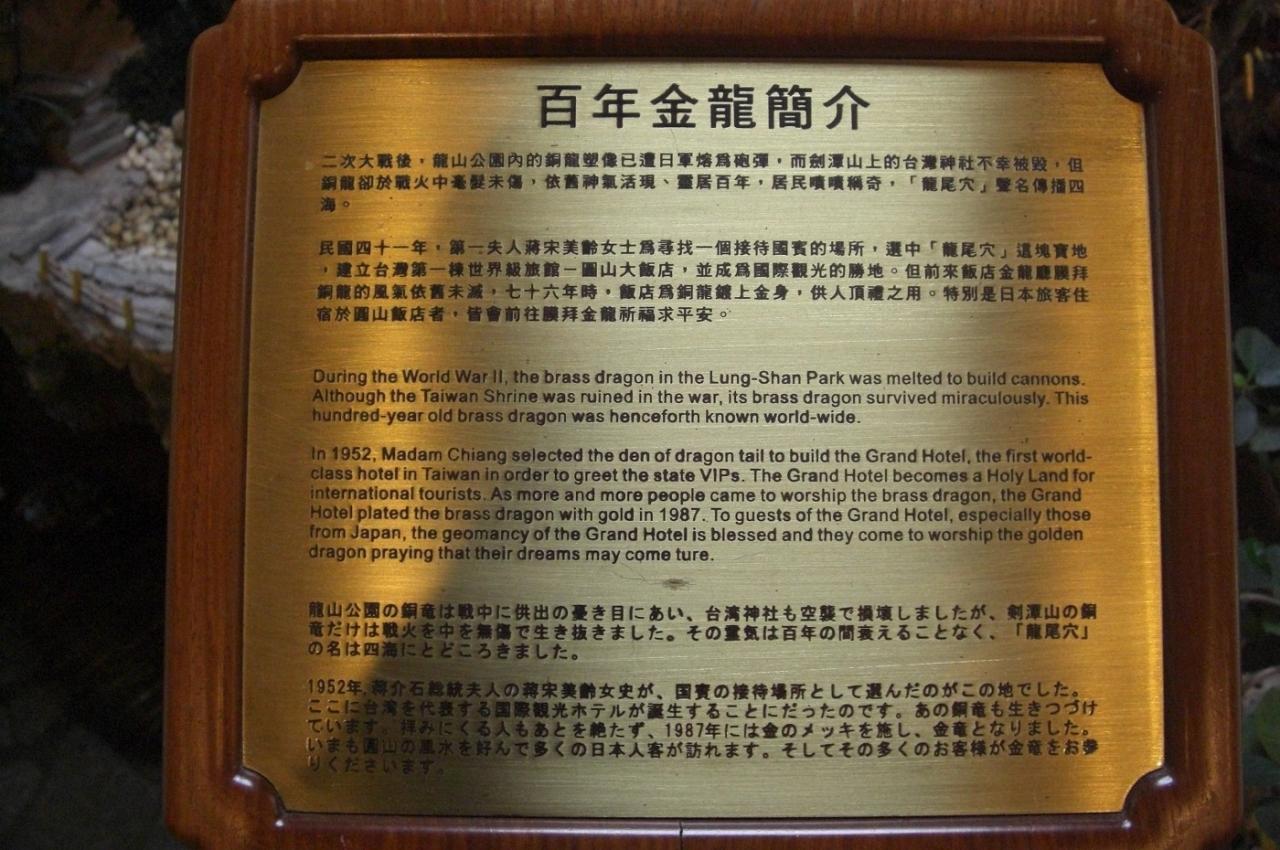 百年金龍簡介
二次大戰後，龍山公園內的銅龍塑像已遭日軍熔為砲彈，而劍潭山上的台灣神社不幸被毀，但
銅龍卻於戰火中毫髮未傷，依舊神氣活現、靈居百年，居民嘖嘖稱奇，「龍尾穴」聲名傳播四
海。
民國四十一年，第一夫人蔣宋美齡女士為尋找一個接待國賓的場所，選中「龍尾穴」這塊寶地
，建立台灣第一棟世界級旅館－圓山大飯店，並成為國際觀光的勝地。但前來飯店金龍廳膜拜
銅龍的風氣依舊未減，七十六年時，飯店為銅龍鍍上金身，供人頂禮之用。特別是日本旅客住
宿於圓山飯店者，皆會前往膜拜金龍祈福求平安。
During the World War II, the brass dragon in the Lung-Shan Park was melted to build cannons.
Although the Taiwan Shrine was ruined in the war, its brass dragon survived miraculously. This
hundred-year old brass dragon was henceforth known world-wide.
In 1952, Madam Chiang selected the den of dragon tail to build the Grand Hotel, the first world-
class hotel in Taiwan in order to greet the state VIPs. The Grand Hotel becomes a Holy Land for
international tourists. As more and more people came to worship the brass dragon, the Grand
Hotel plated the brass dragon with gold in 1987. To guests of the Grand Hotel, especially those
from Japan, the geomancy of the Grand Hotel is blessed and they come to worship the golden
dragon praying that their dreams may come ture.
龍山公園の銅竜は戦中に供出の憂き目にあい、台湾神社も空襲で損壊しましたが、剣潭山の銅
竜だけは戦火を中を無傷で生き抜きました。その霊気は百年の間衰えることなく、「龍尾穴」
の名は四海にとどころきました。
1952年,蒋介石総統夫人の蒋宋美齢女史が、国賓の接待場所として選んだのがこの地でした。
ここに台湾を代表する国際観光ホテルが誕生することにだったのです。あの銅竜も生きつづけ
ています。拝みにくる人もあとを絶たず、1987年には金のメッキを施し、金竜となりました。
いまも圓山の風水を好んで多くの日本人客が訪れます。そしてその多くのお客様が金竜をお参
りくださいます。